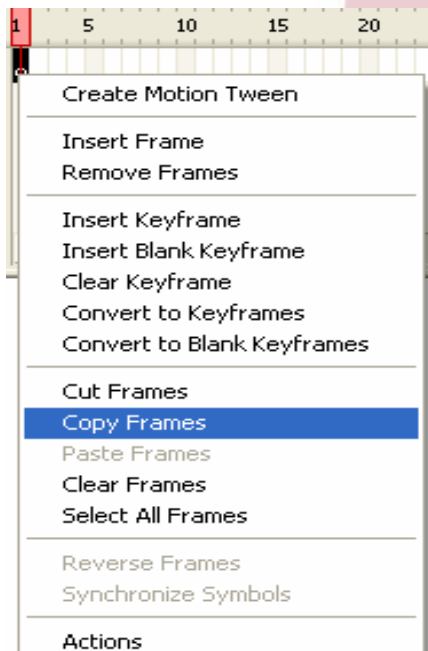 1 5 10 15 20
Create Motion Tween
Insert Frame
Remove Frames
Insert Keyframe
Insert Blank Keyframe
Clear Keyframe
Convert to Keyframes
Convert to Blank Keyframes
Cut Frames
Copy Frames
Paste Frames
Clear Frames
Select All Frames
Reverse Frames
Synchronize Symbols
Actions